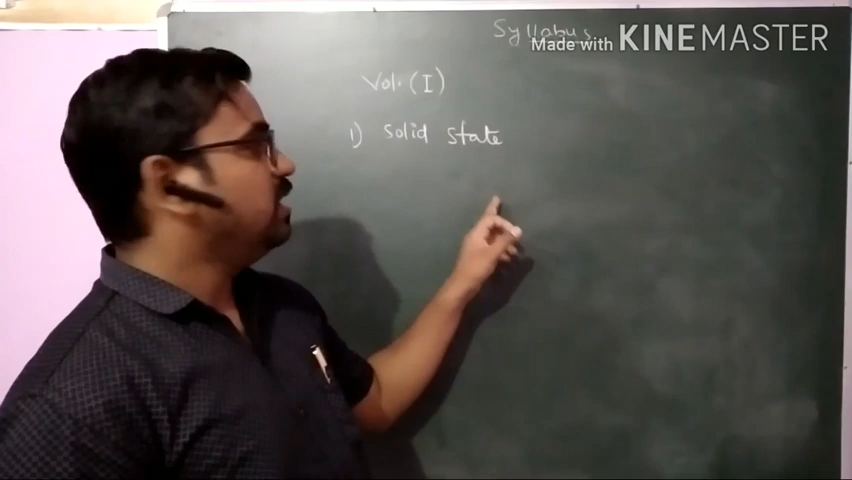 Syllabus
Made with KINEMASTER
Vol. (I)
1) Solid state